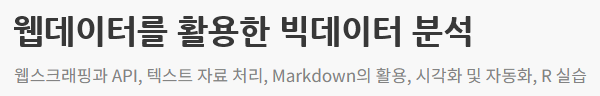 웹데이터를 활용한 빅데이터 분석
웹스크래핑과 API, 텍스트 자료 처리, Markdown의 활용, 시각화 및 자동화, R 실습